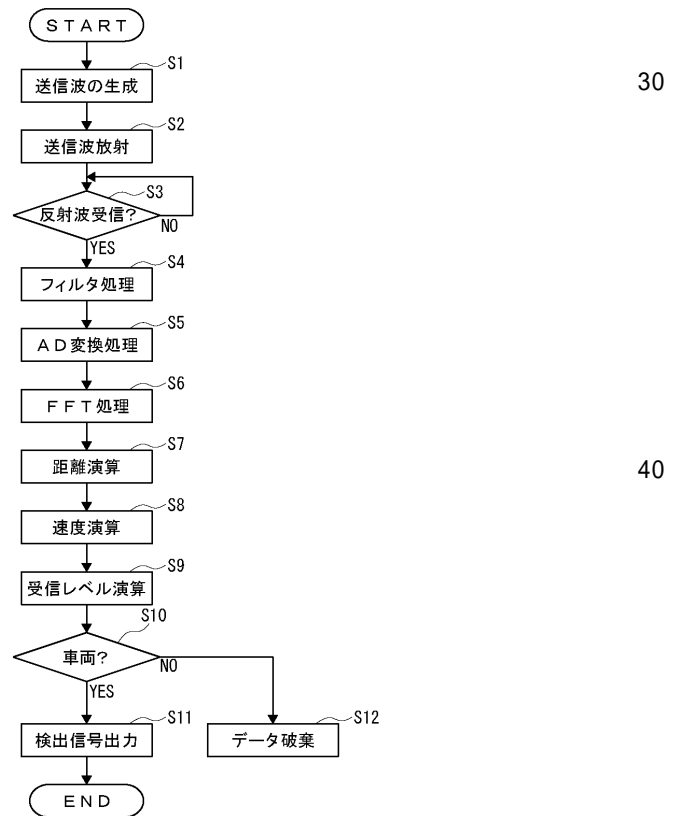 ＳＴＡＲＴ
S1
送信波の生成
30
S2
送信波放射
S3
反射波受信？
NO
YES
S4
フィルタ処理
S5
ＡＤ変換処理
S6
ＦＦＴ処理
S7
距離演算
40
S8
速度演算
S9
受信レベル演算
S10
車両？
NO
YES
S11
検出信号出力
S12
データ破棄
ＥＮＤ